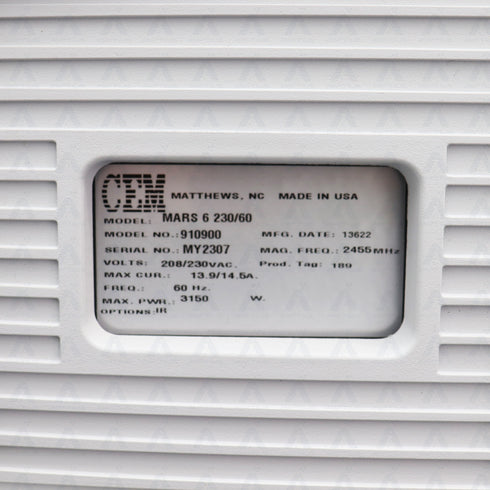 CEM MATTHEWS, NC MADE IN USA
MODEL: MARS 6 230/60
MODEL NO.: 910900 MFG. DATE: 13622
SERIAL NO.: MY2307 MAG. FREQ.: 2455MHz
VOLTS: 208/230VAC. Prod. Tag: 189
MAX CUR.: 13.9/14.5A.
FREQ.: 60 Hz.
MAX. PWR.: 3150 W.
OPTIONS: IR